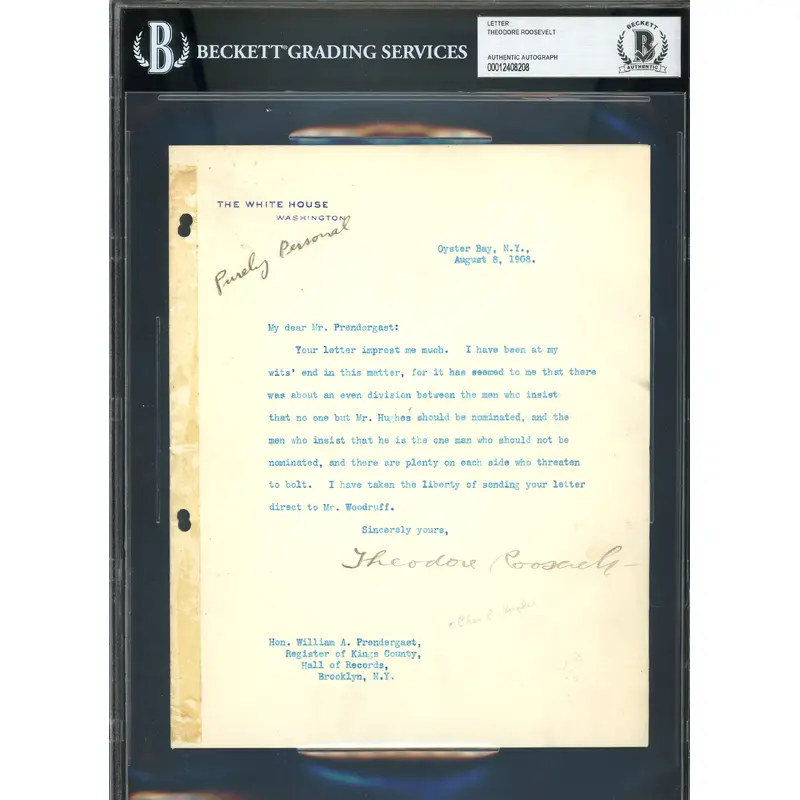 BECKETT GRADING SERVICES
LETTER
THEODORE ROOSEVELT
AUTHENTIC AUTOGRAPH
00012408208
BECKETT
AUTHENTIC
THE WHITE HOUSE
WASHINGTON
Purely Personal
Oyster Bay, N.Y.,
August 8, 1908.
My dear Mr. Prendergast:
Your letter imprest me much. I have been at my
wits' end in this matter, for it has seemed to me that there
was about an even division between the men who insist
that no one but Mr. Hughes should be nominated, and the
men who insist that he is the one man who should not be
nominated, and there are plenty on each side who threaten
to bolt. I have taken the liberty of sending your letter
direct to Mr. Woodruff.
Sincerely yours,
Theodore Roosevelt
Hon. William A. Prendergast,
Register of Kings County,
Hall of Records,
Brooklyn, N.Y.